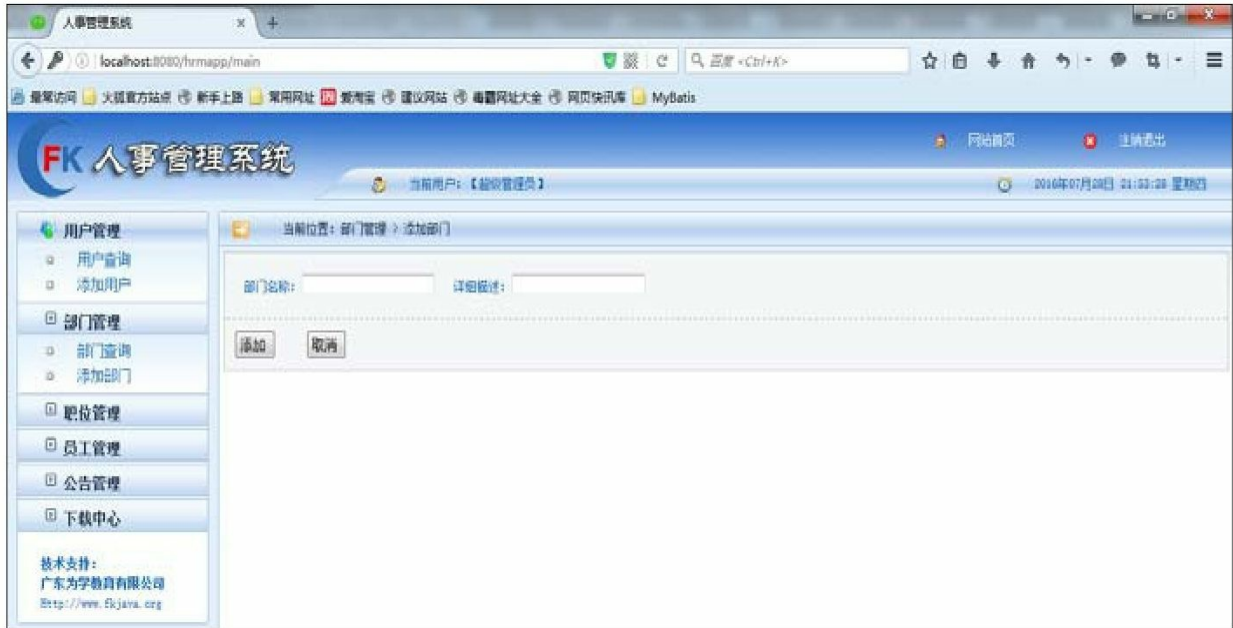 人事管理系统
localhost:8080/hrmapp/main
百度 <Ctrl+K>
最常访问 火狐官方站点 新手上路 常用网址 爱淘宝 建议网站 毒霸网址大全 网页快讯库 MyBatis
FK 人事管理系统
网站首页 注销退出
当前用户：【超级管理员】
2016年07月28日 21:53:28 星期四
用户管理
当前位置：部门管理 > 添加部门
用户查询
添加用户
部门名称： 详细描述：
部门管理
添加 取消
部门查询
添加部门
职位管理
员工管理
公告管理
下载中心
技术支持：
广东为学教育有限公司
Http://www.fkjava.org